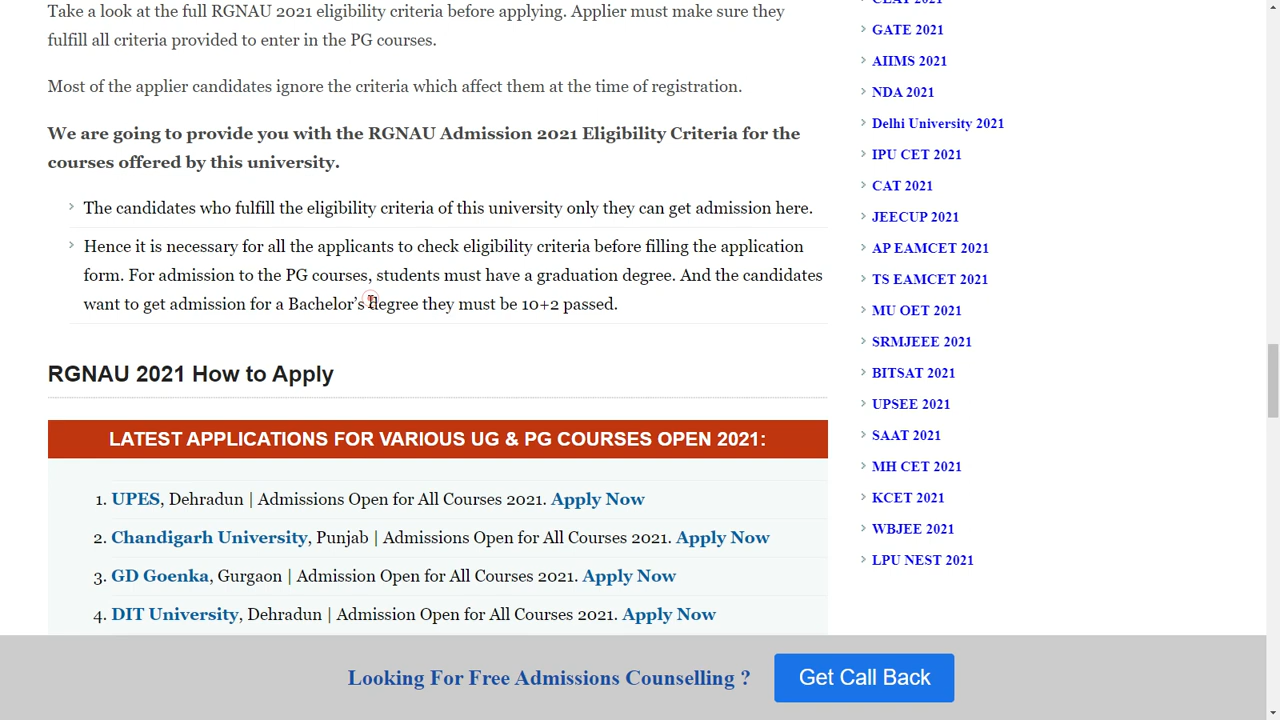 Take a look at the full RGNAU 2021 eligibility criteria before applying. Applier must make sure they
fulfill all criteria provided to enter in the PG courses.
Most of the applier candidates ignore the criteria which affect them at the time of registration.
We are going to provide you with the RGNAU Admission 2021 Eligibility Criteria for the
courses offered by this university.
The candidates who fulfill the eligibility criteria of this university only they can get admission here.
Hence it is necessary for all the applicants to check eligibility criteria before filling the application
form. For admission to the PG courses, students must have a graduation degree. And the candidates
want to get admission for a Bachelor’s degree they must be 10+2 passed.
RGNAU 2021 How to Apply
LATEST APPLICATIONS FOR VARIOUS UG & PG COURSES OPEN 2021:
1. UPES, Dehradun | Admissions Open for All Courses 2021. Apply Now
2. Chandigarh University, Punjab | Admissions Open for All Courses 2021. Apply Now
3. GD Goenka, Gurgaon | Admission Open for All Courses 2021. Apply Now
4. DIT University, Dehradun | Admission Open for All Courses 2021. Apply Now
CLAT 2021
GATE 2021
AIIMS 2021
NDA 2021
Delhi University 2021
IPU CET 2021
CAT 2021
JEECUP 2021
AP EAMCET 2021
TS EAMCET 2021
MU OET 2021
SRMJEEE 2021
BITSAT 2021
UPSEE 2021
SAAT 2021
MH CET 2021
KCET 2021
WBJEE 2021
LPU NEST 2021
Looking For Free Admissions Counselling ?
Get Call Back